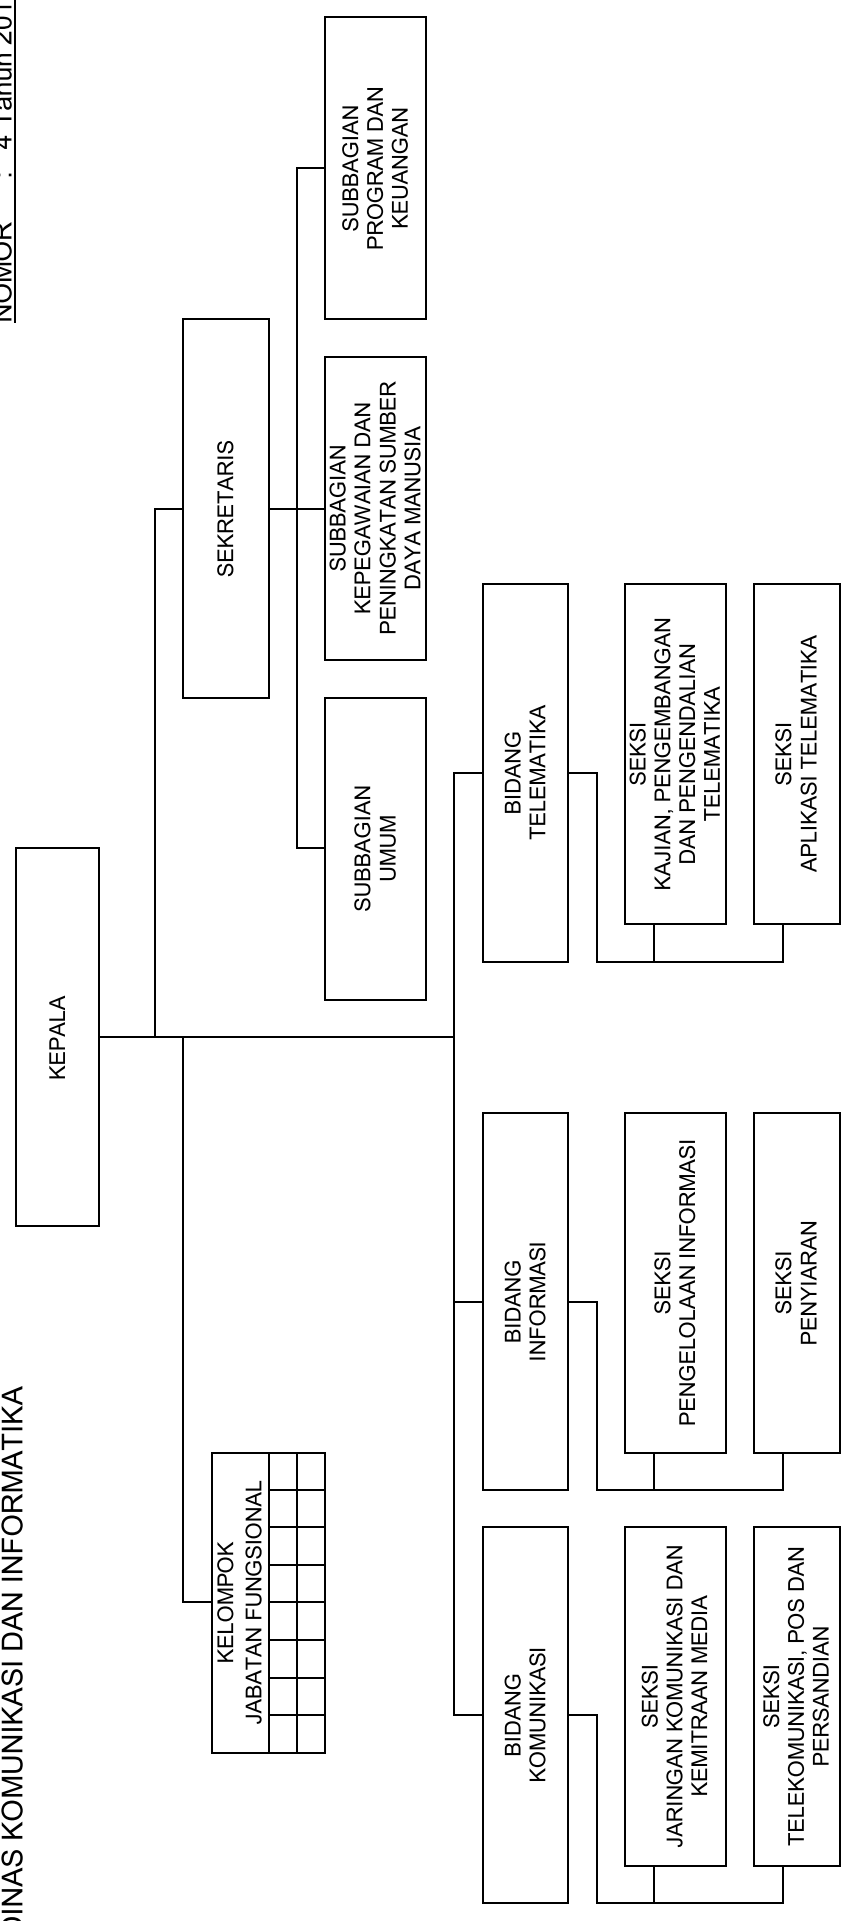 DINAS KOMUNIKASI DAN INFORMATIKA
NOMOR : 4 Tahun 201
KEPALA
SEKRETARIS
KELOMPOK
JABATAN FUNGSIONAL
SUBBAGIAN
UMUM
SUBBAGIAN
KEPEGAWAIAN DAN
PENINGKATAN SUMBER
DAYA MANUSIA
SUBBAGIAN
PROGRAM DAN
KEUANGAN
BIDANG
KOMUNIKASI
BIDANG
INFORMASI
BIDANG
TELEMATIKA
SEKSI
JARINGAN KOMUNIKASI DAN
KEMITRAAN MEDIA
SEKSI
PENGELOLAAN INFORMASI
SEKSI
KAJIAN, PENGEMBANGAN
DAN PENGENDALIAN
TELEMATIKA
SEKSI
TELEKOMUNIKASI, POS DAN
PERSANDIAN
SEKSI
PENYIARAN
SEKSI
APLIKASI TELEMATIKA